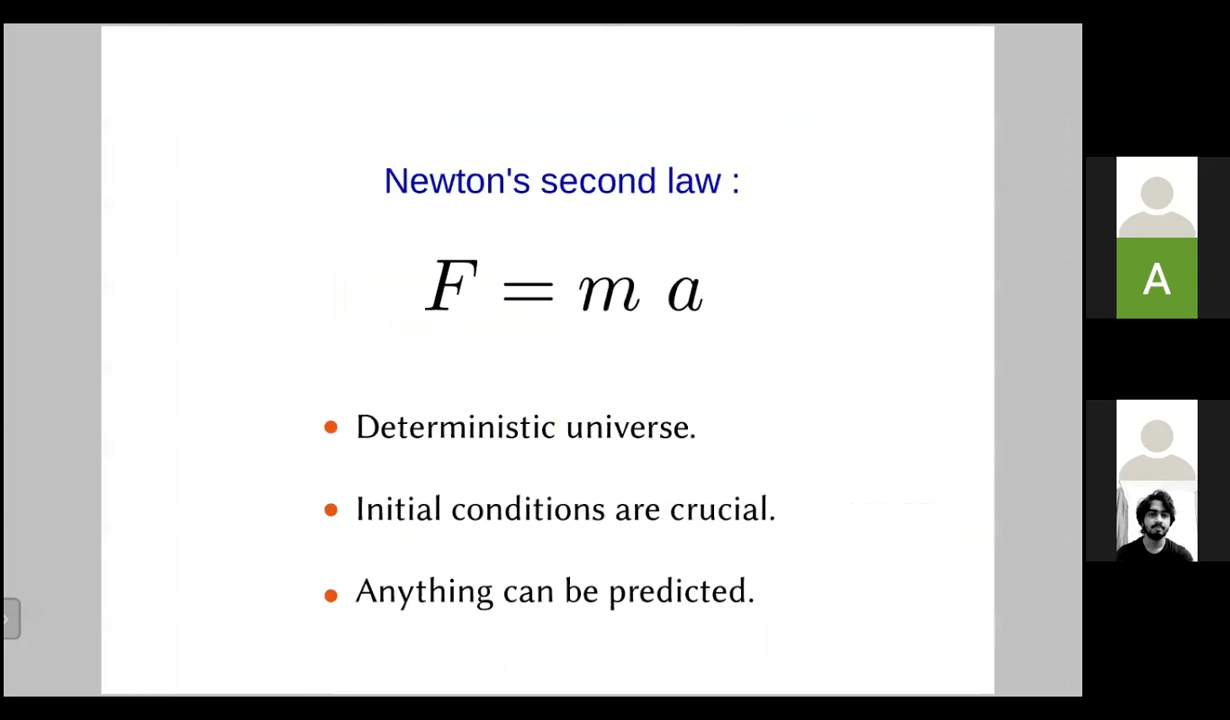 Newton's second law :
F = m a
Deterministic universe.
Initial conditions are crucial.
Anything can be predicted.
A